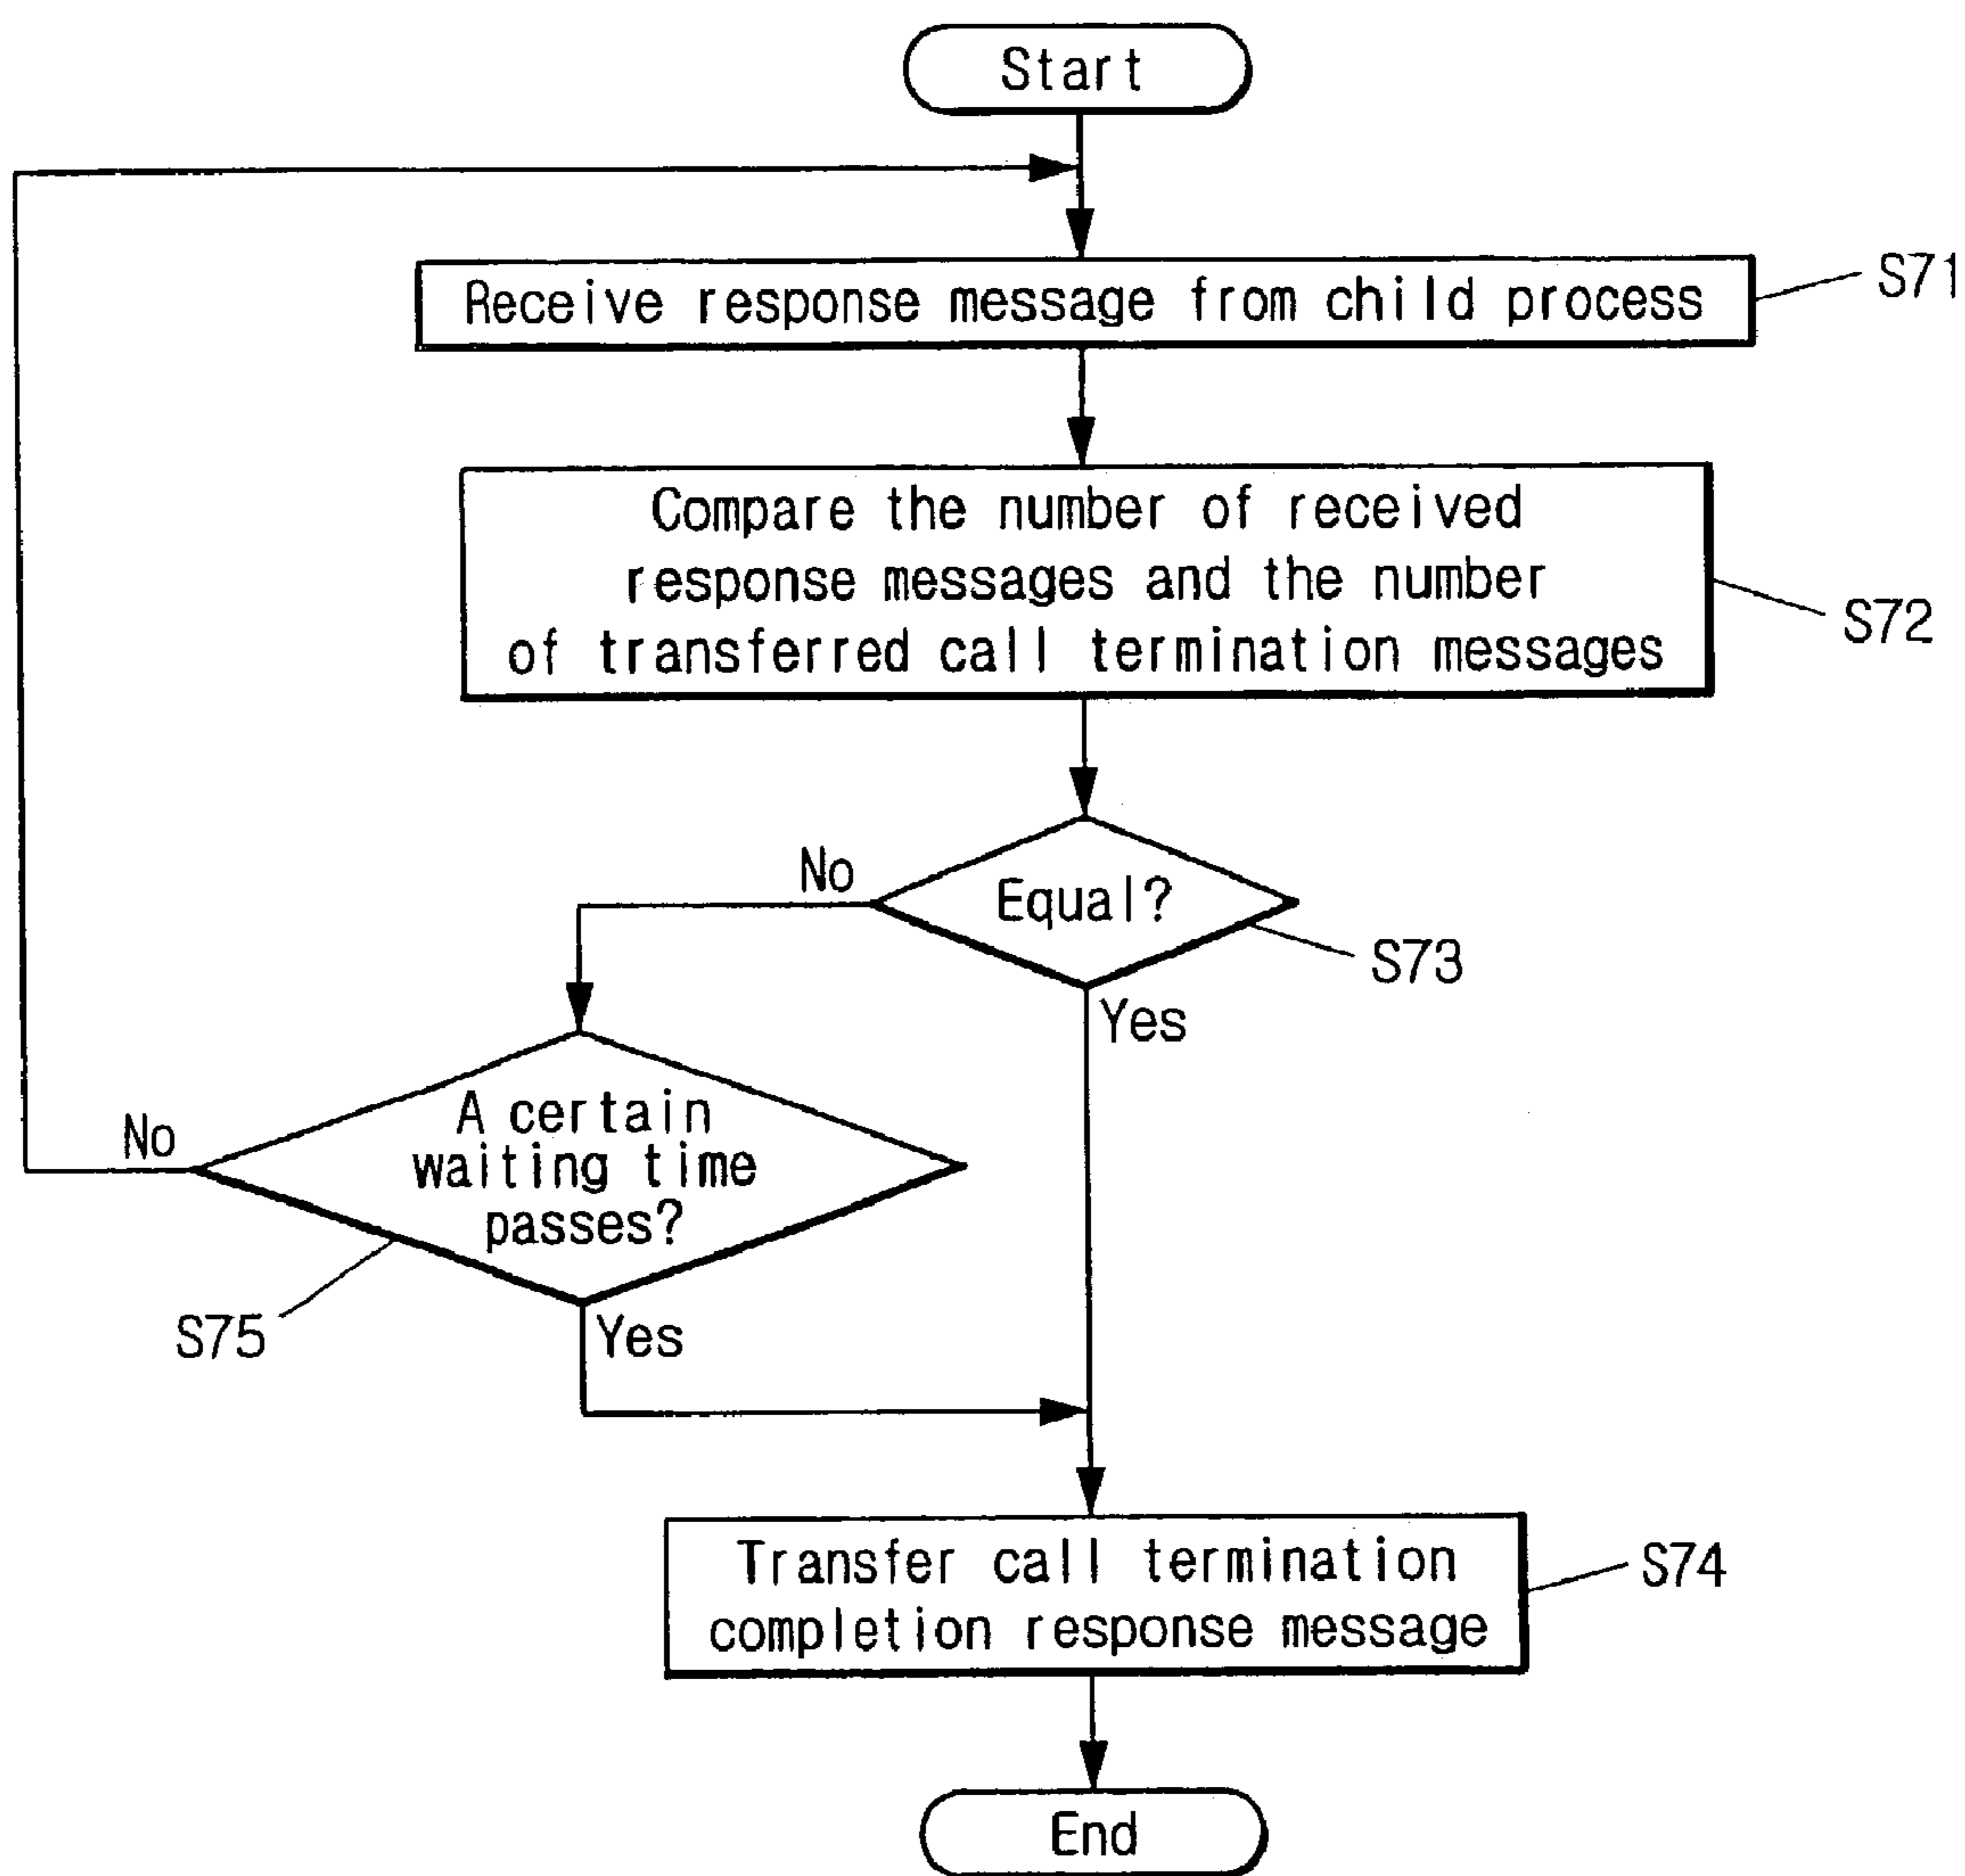 Start
Receive response message from child process
S71
Compare the number of received
response messages and the number
of transferred call termination messages
S72
Equal?
No
S73
Yes
A certain
waiting time
passes?
No
S75
Yes
Transfer call termination
completion response message
S74
End